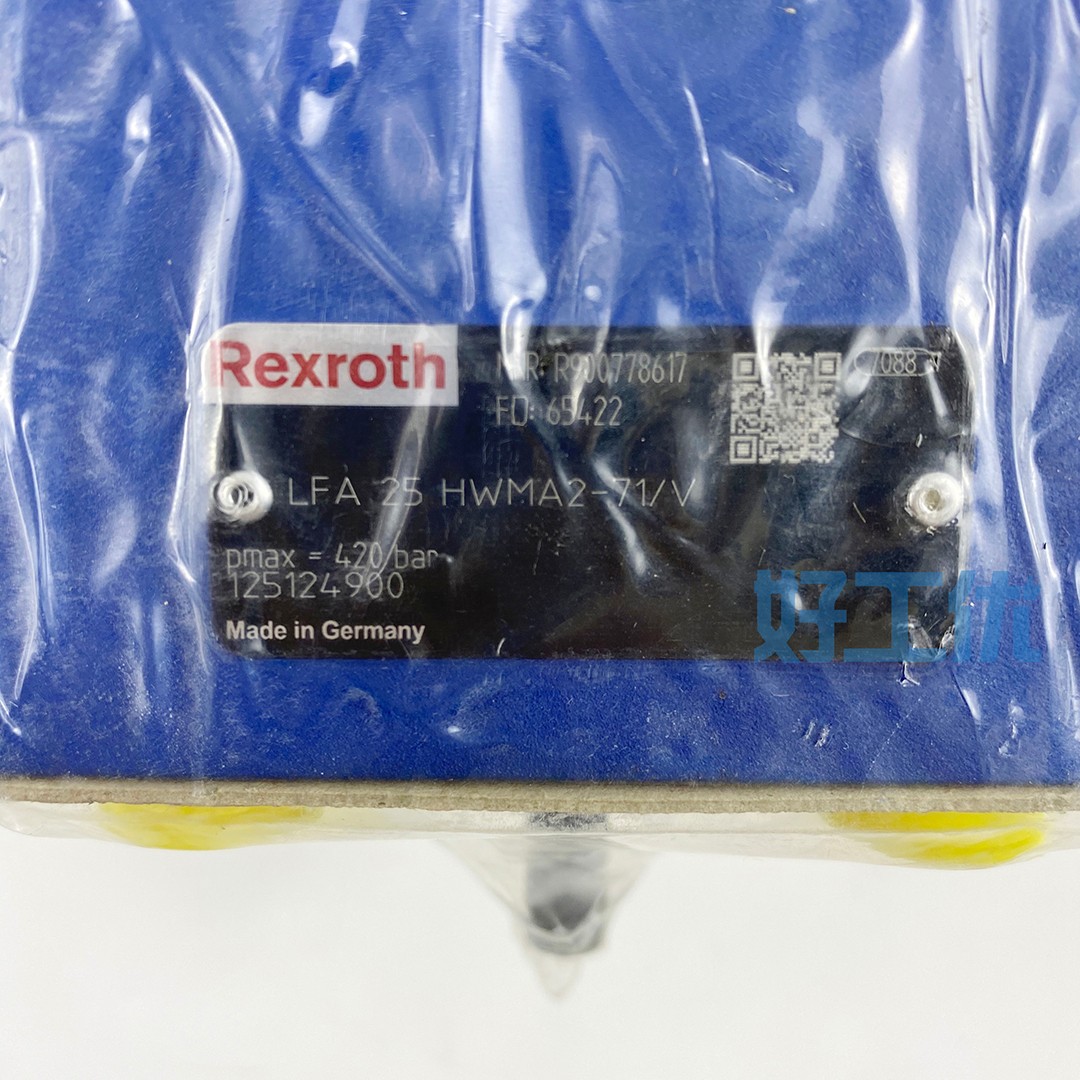 Rexroth
MNR: R900778617
7088
FD: 65422
LFA 25 HWMA2-71/V
pmax = 420 bar
125124900
Made in Germany
好工优